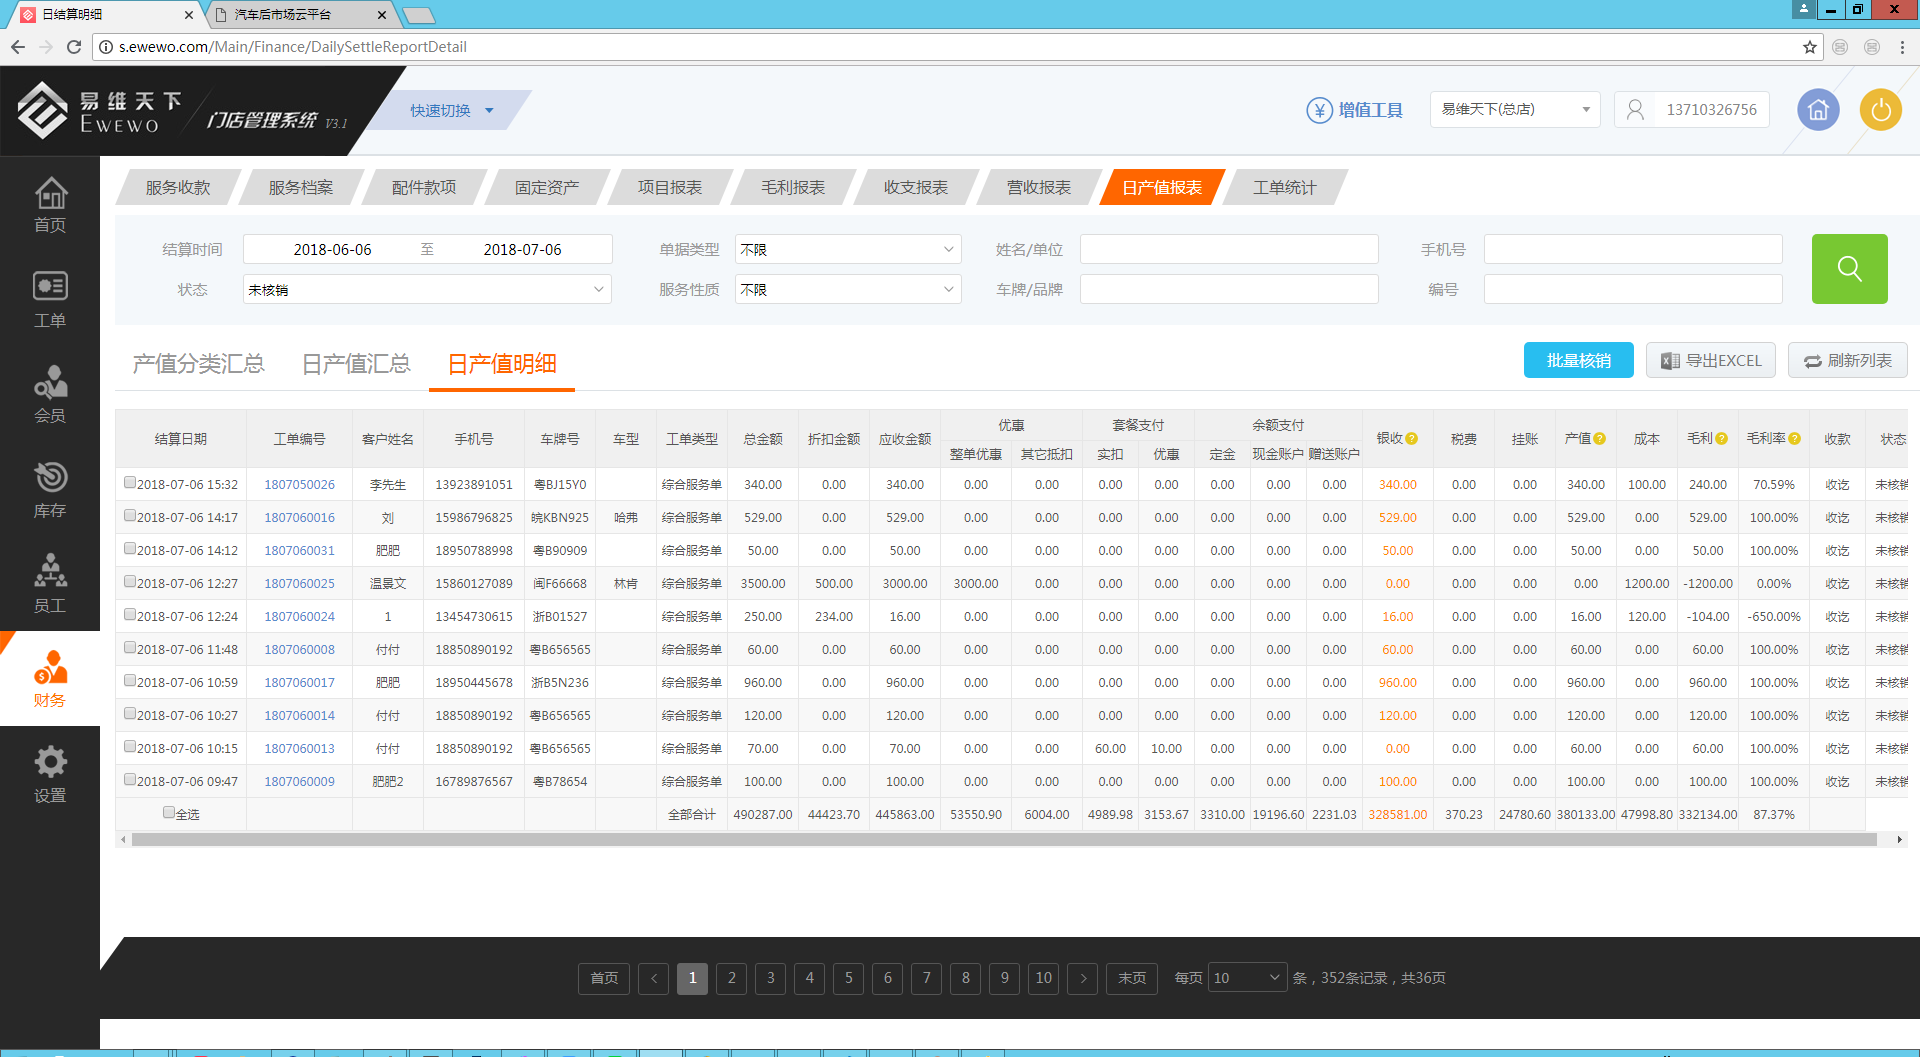 日结算明细
汽车后市场云平台
s.ewewo.com/Main/Finance/DailySettleReportDetail
易维天下
EWEWO
门店管理系统 V3.1
快速切换
¥ 增值工具
易维天下(总店)
13710326756
首页
工单
会员
库存
员工
财务
设置
服务收款 服务档案 配件款项 固定资产 项目报表 毛利报表 收支报表 营收报表 日产值报表 工单统计
结算时间 2018-06-06 至 2018-07-06 单据类型 不限 姓名/单位 手机号
状态 未核销 服务性质 不限 车牌/品牌 编号
产值分类汇总 日产值汇总 日产值明细 批量核销 导出EXCEL 刷新列表
结算日期 工单编号 客户姓名 手机号 车牌号 车型 工单类型 总金额 折扣金额 应收金额 优惠 套餐支付 余额支付 银收 税费 挂账 产值 成本 毛利 毛利率 收款 状态
整单优惠 其它抵扣 实扣 优惠 定金 现金账户 赠送账户
2018-07-06 15:32 1807050026 李先生 13923891051 粤BJ15Y0 综合服务单 340.00 0.00 340.00 0.00 0.00 0.00 0.00 0.00 0.00 0.00 340.00 0.00 0.00 340.00 100.00 240.00 70.59% 收讫 未核销
2018-07-06 14:17 1807060016 刘 15986796825 皖KBN925 哈弗 综合服务单 529.00 0.00 529.00 0.00 0.00 0.00 0.00 0.00 0.00 0.00 529.00 0.00 0.00 529.00 0.00 529.00 100.00% 收讫 未核销
2018-07-06 14:12 1807060031 肥肥 18950788998 粤B90909 综合服务单 50.00 0.00 50.00 0.00 0.00 0.00 0.00 0.00 0.00 0.00 50.00 0.00 0.00 50.00 0.00 50.00 100.00% 收讫 未核销
2018-07-06 12:27 1807060025 温景文 15860127089 闽F66668 林肯 综合服务单 3500.00 500.00 3000.00 3000.00 0.00 0.00 0.00 0.00 0.00 0.00 0.00 0.00 0.00 0.00 1200.00 -1200.00 0.00% 收讫 未核销
2018-07-06 12:24 1807060024 1 13454730615 浙B01527 综合服务单 250.00 234.00 16.00 0.00 0.00 0.00 0.00 0.00 0.00 0.00 16.00 0.00 0.00 16.00 120.00 -104.00 -650.00% 收讫 未核销
2018-07-06 11:48 1807060008 付付 18850890192 粤B656565 综合服务单 60.00 0.00 60.00 0.00 0.00 0.00 0.00 0.00 0.00 0.00 60.00 0.00 0.00 60.00 0.00 60.00 100.00% 收讫 未核销
2018-07-06 10:59 1807060017 肥肥 18950445678 浙B5N236 综合服务单 960.00 0.00 960.00 0.00 0.00 0.00 0.00 0.00 0.00 0.00 960.00 0.00 0.00 960.00 0.00 960.00 100.00% 收讫 未核销
2018-07-06 10:27 1807060014 付付 18850890192 粤B656565 综合服务单 120.00 0.00 120.00 0.00 0.00 0.00 0.00 0.00 0.00 0.00 120.00 0.00 0.00 120.00 0.00 120.00 100.00% 收讫 未核销
2018-07-06 10:15 1807060013 付付 18850890192 粤B656565 综合服务单 70.00 0.00 70.00 0.00 0.00 60.00 10.00 0.00 0.00 0.00 0.00 0.00 0.00 60.00 0.00 60.00 100.00% 收讫 未核销
2018-07-06 09:47 1807060009 肥肥2 16789876567 粤B78654 综合服务单 100.00 0.00 100.00 0.00 0.00 0.00 0.00 0.00 0.00 0.00 100.00 0.00 0.00 100.00 0.00 100.00 100.00% 收讫 未核销
全选 全部合计 490287.00 44423.70 445863.00 53550.90 6004.00 4989.98 3153.67 3310.00 19196.60 2231.03 328581.00 370.23 24780.60 380133.00 47998.80 332134.00 87.37%
首页 < 1 2 3 4 5 6 7 8 9 10 > 末页 每页 10 条，352条记录，共36页